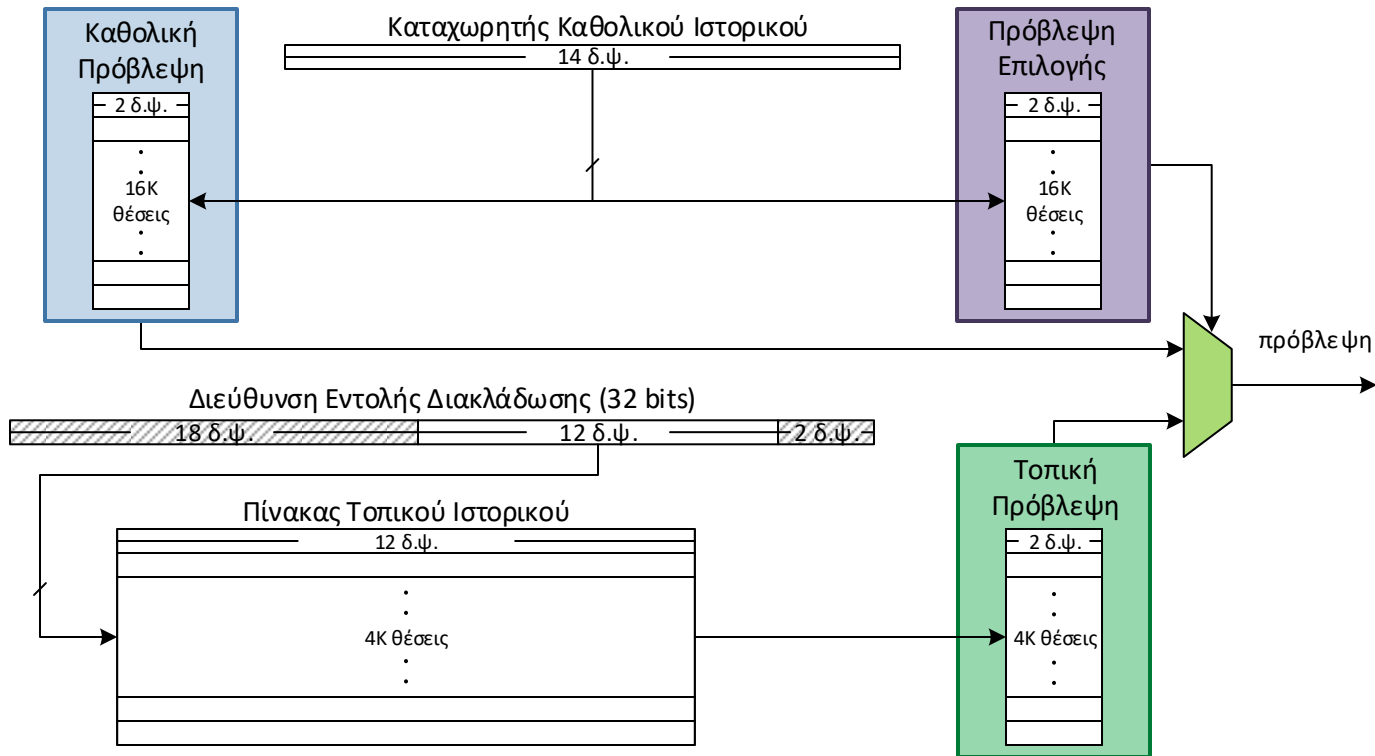 Καθολική
Πρόβλεψη
2 δ.ψ.
16K
θέσεις
Καταχωρητής Καθολικού Ιστορικού
14 δ.ψ.
Πρόβλεψη
Επιλογής
2 δ.ψ.
16K
θέσεις
πρόβλεψη
Διεύθυνση Εντολής Διακλάδωσης (32 bits)
18 δ.ψ. 12 δ.ψ. 2 δ.ψ.
Πίνακας Τοπικού Ιστορικού
12 δ.ψ.
4K θέσεις
Τοπική
Πρόβλεψη
2 δ.ψ.
4K θέσεις